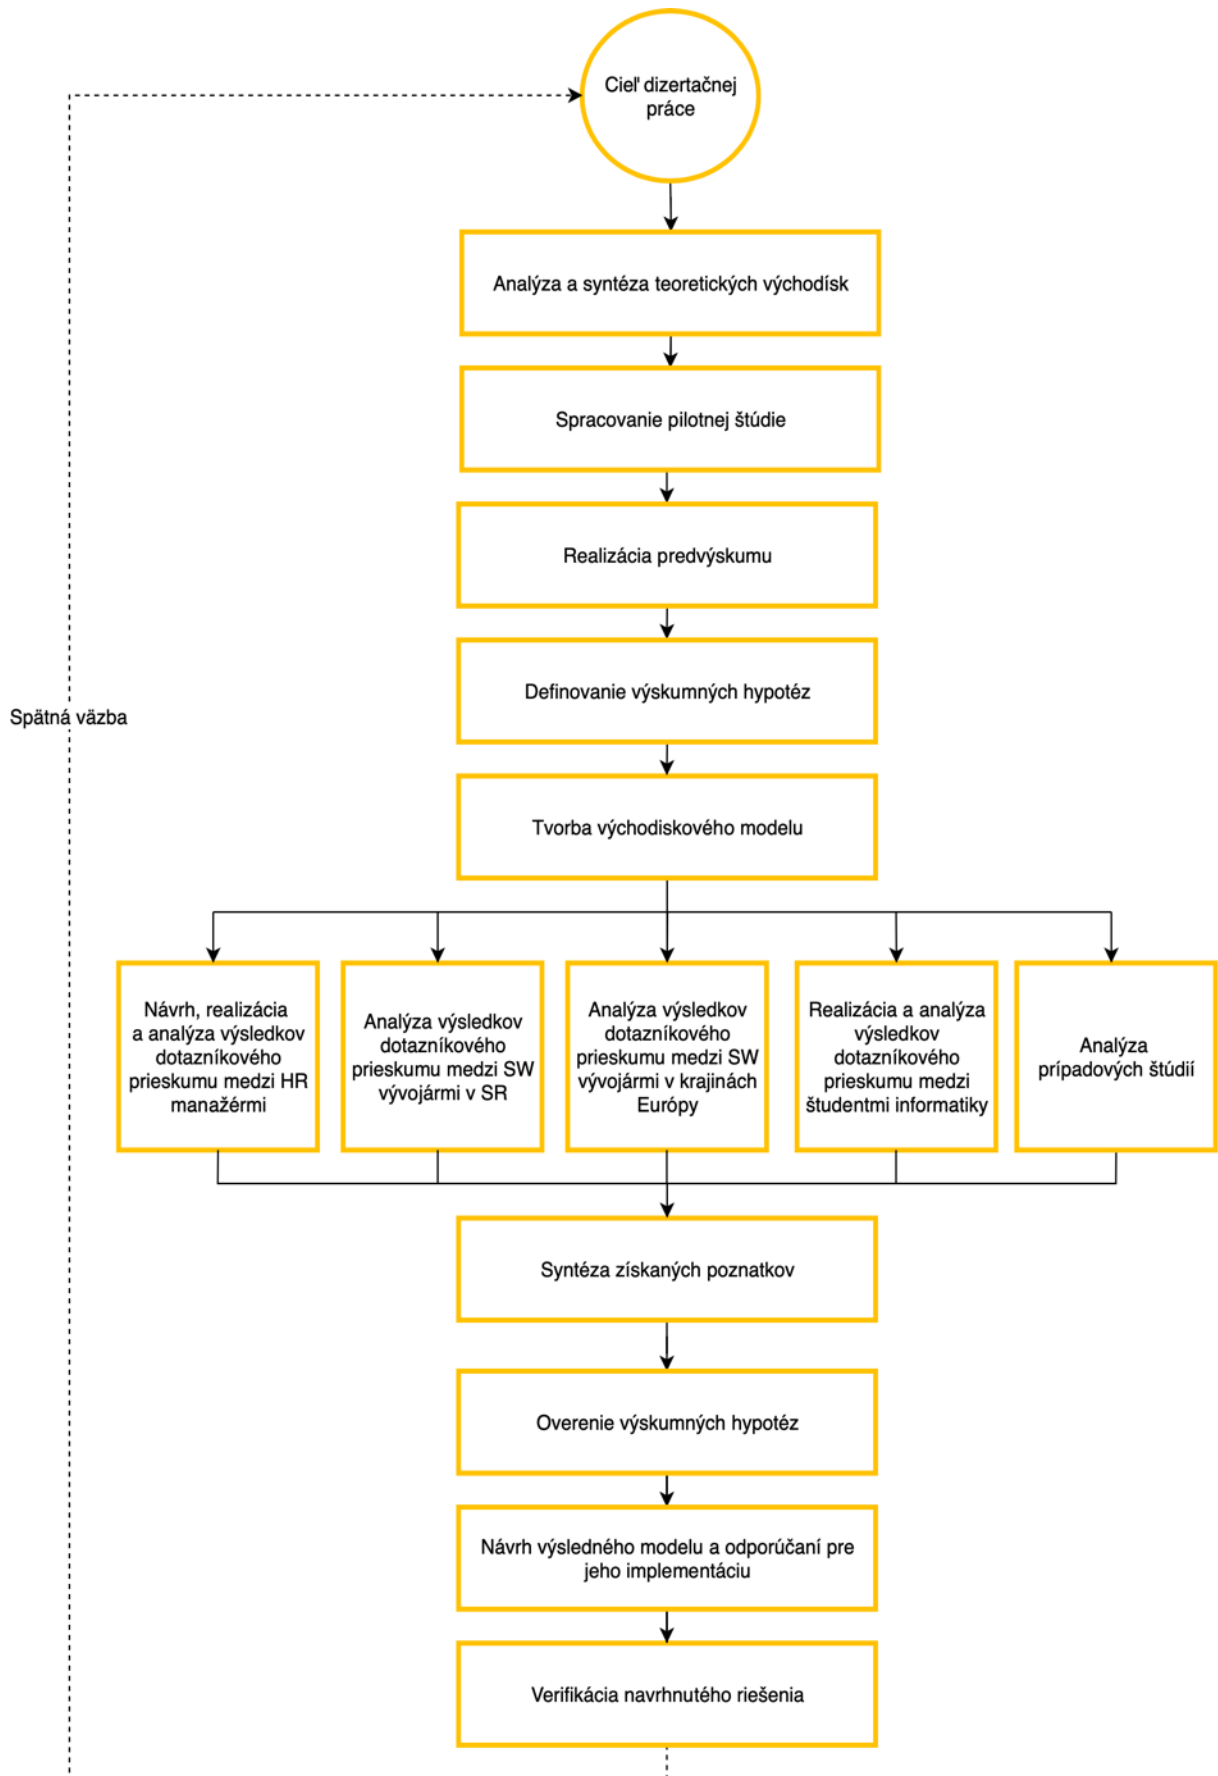 Cieľ dizertačnej
práce
Analýza a syntéza teoretických východísk
Spracovanie pilotnej štúdie
Realizácia predvýskumu
Definovanie výskumných hypotéz
Spätná väzba
Tvorba východiskového modelu
Návrh, realizácia
a analýza výsledkov
dotazníkového
prieskumu medzi HR
manažérmi
Analýza výsledkov
dotazníkového
prieskumu medzi SW
vývojármi v SR
Analýza výsledkov
dotazníkového
prieskumu medzi SW
vývojármi v krajinách
Európy
Realizácia a analýza
výsledkov
dotazníkového
prieskumu medzi
študentmi informatiky
Analýza
prípadových štúdií
Syntéza získaných poznatkov
Overenie výskumných hypotéz
Návrh výsledného modelu a odporúčaní pre
jeho implementáciu
Verifikácia navrhnutého riešenia